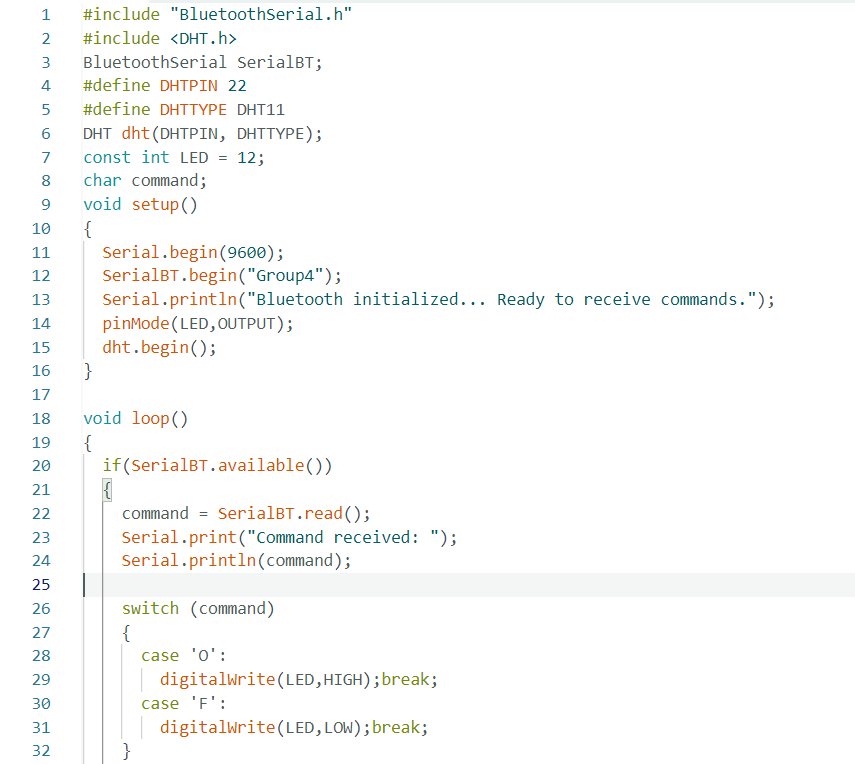 1 #include "BluetoothSerial.h"
2 #include <DHT.h>
3 BluetoothSerial SerialBT;
4 #define DHTPIN 22
5 #define DHTTYPE DHT11
6 DHT dht(DHTPIN, DHTTYPE);
7 const int LED = 12;
8 char command;
9 void setup()
10 {
11   Serial.begin(9600);
12   SerialBT.begin("Group4");
13   Serial.println("Bluetooth initialized... Ready to receive commands.");
14   pinMode(LED,OUTPUT);
15   dht.begin();
16 }
17
18 void loop()
19 {
20   if(SerialBT.available())
21   {
22     command = SerialBT.read();
23     Serial.print("Command received: ");
24     Serial.println(command);
25
26     switch (command)
27     {
28       case 'O':
29         digitalWrite(LED,HIGH);break;
30       case 'F':
31         digitalWrite(LED,LOW);break;
32     }